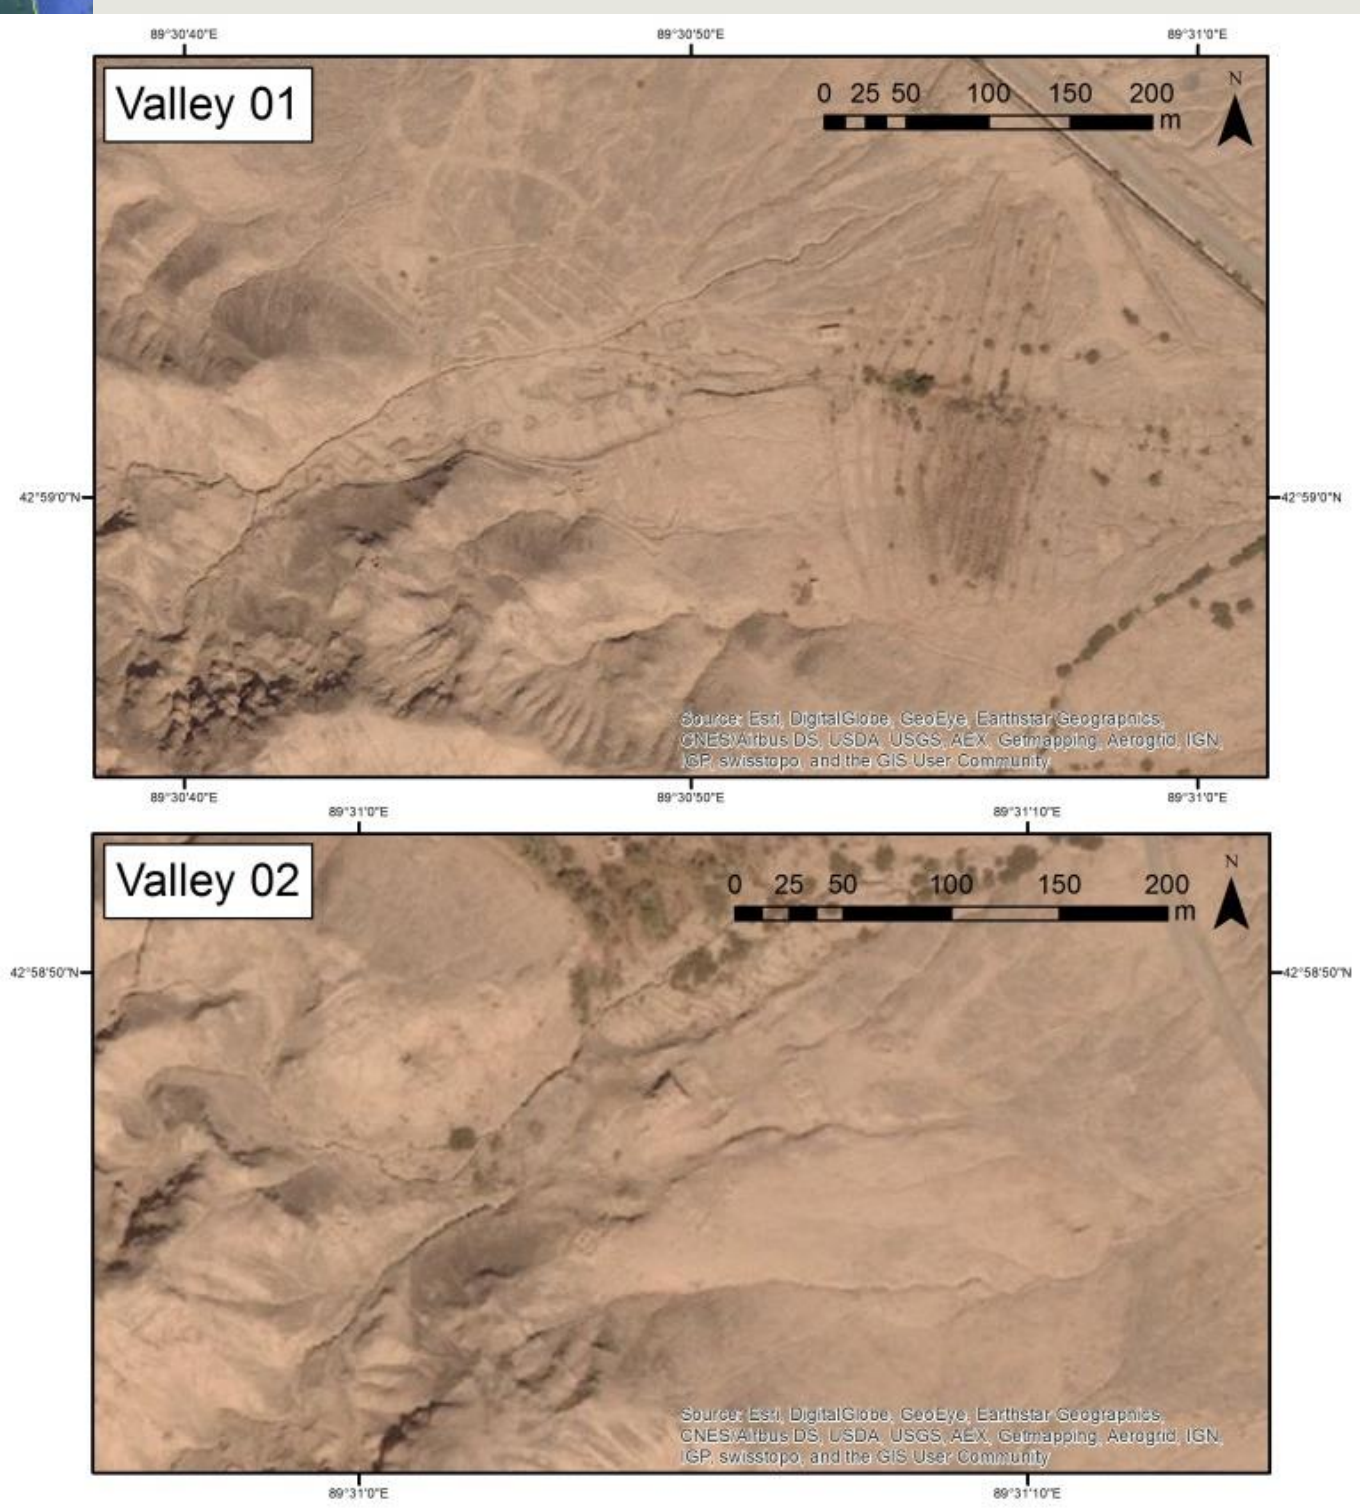 89°30'40"E 89°30'50"E 89°31'0"E
Valley 01
0 25 50 100 150 200
m
N
42°59'0"N 42°59'0"N
Source: Esri, DigitalGlobe, GeoEye, Earthstar Geographics,
CNES/Airbus DS, USDA, USGS, AEX, Getmapping, Aerogrid, IGN,
IGP, swisstopo, and the GIS User Community
89°30'40"E 89°30'50"E 89°31'0"E
89°31'0"E 89°31'10"E
Valley 02
0 25 50 100 150 200
m
N
42°58'50"N 42°58'50"N
Source: Esri, DigitalGlobe, GeoEye, Earthstar Geographics,
CNES/Airbus DS, USDA, USGS, AEX, Getmapping, Aerogrid, IGN,
IGP, swisstopo, and the GIS User Community
89°31'0"E 89°31'10"E